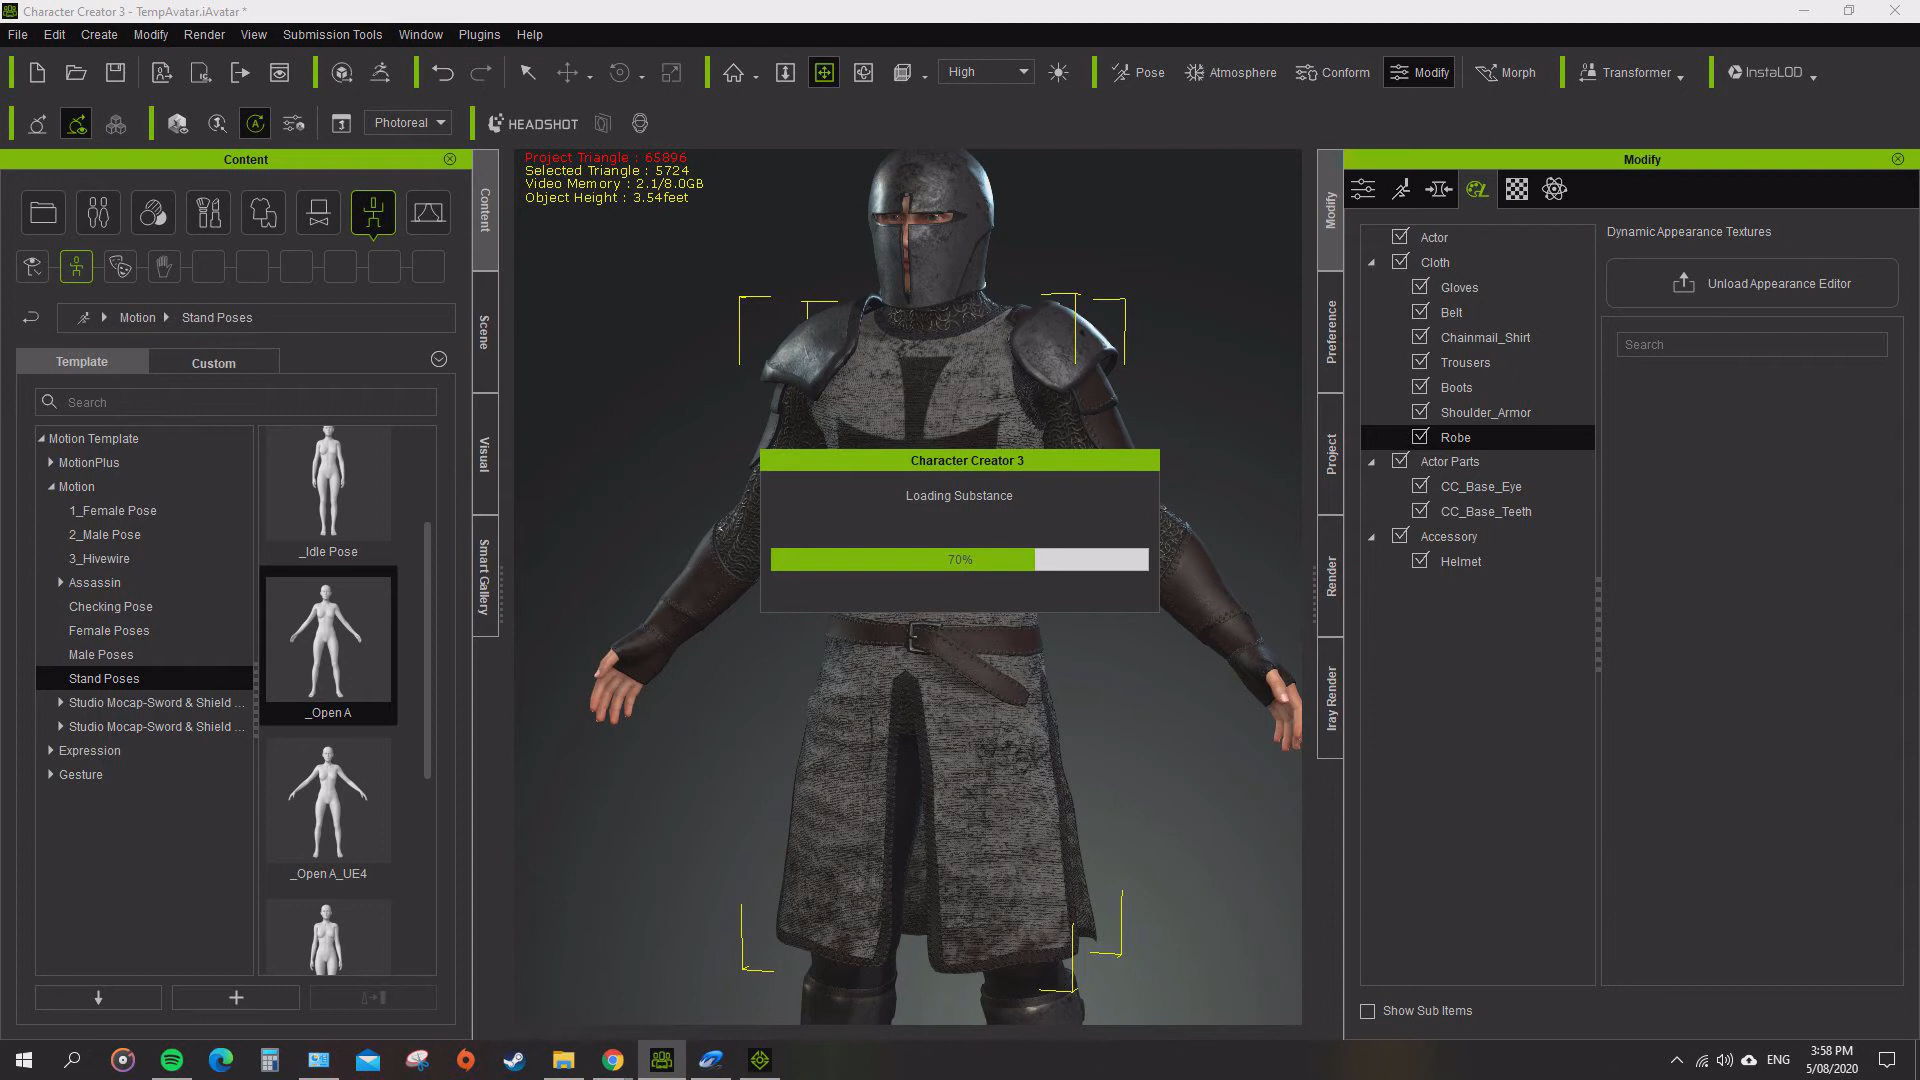 Character Creator 3 - TempAvatar.iAvatar *
File Edit Create Modify Render View Submission Tools Window Plugins Help
High Pose Atmosphere Conform Modify Morph Transformer InstaLOD
Photoreal HEADSHOT
Content
Motion Stand Poses
Template Custom
Search
Motion Template
MotionPlus
Motion
1_Female Pose
2_Male Pose
3_Hivewire
Assassin
Checking Pose
Female Poses
Male Poses
Stand Poses
Studio Mocap-Sword & Shield ...
Studio Mocap-Sword & Shield ...
Expression
Gesture
_Idle Pose
_Open A
_Open A_UE4
Content
Scene
Visual
Smart Gallery
Project Triangle : 65896
Selected Triangle : 5724
Video Memory : 2.1/8.0GB
Object Height : 3.54feet
Character Creator 3
Loading Substance
70%
Modify
Preference
Project
Render
Iray Render
Modify
Actor
Cloth
Gloves
Belt
Chainmail_Shirt
Trousers
Boots
Shoulder_Armor
Robe
Actor Parts
CC_Base_Eye
CC_Base_Teeth
Accessory
Helmet
Dynamic Appearance Textures
Unload Appearance Editor
Search
Show Sub Items
ENG
3:58 PM
5/08/2020